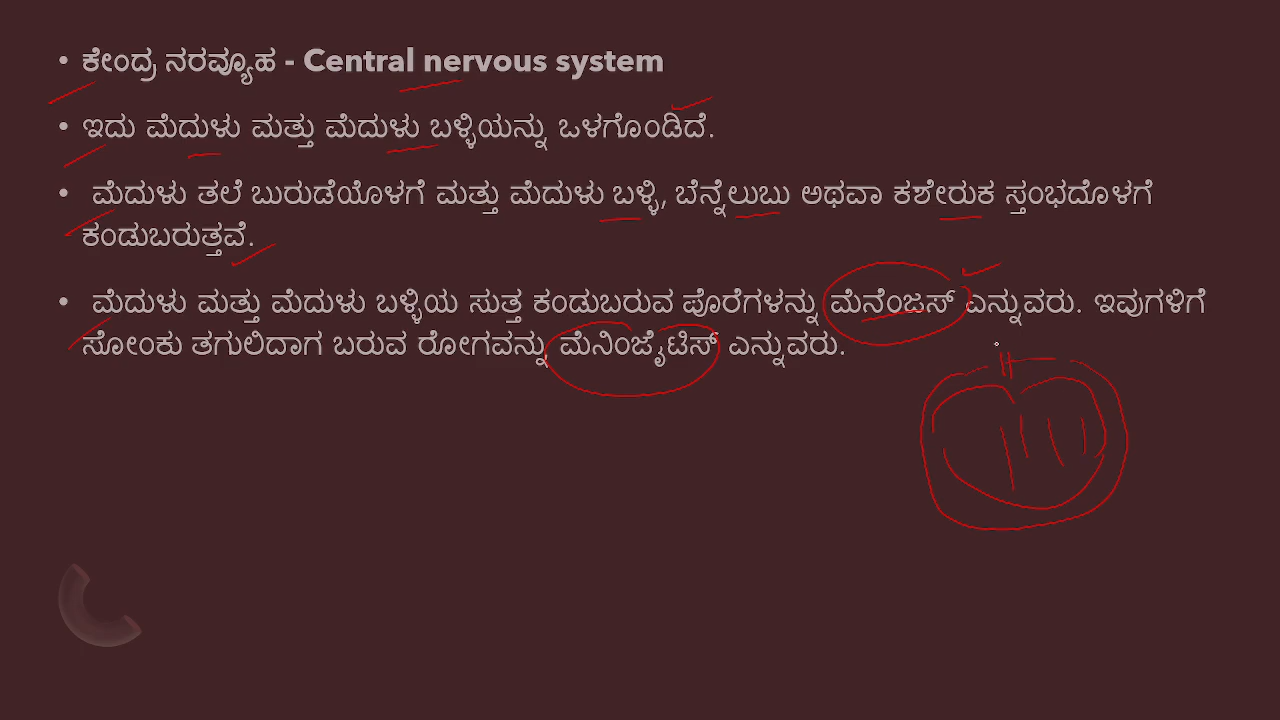 • ಕೇಂದ್ರ ನರವ್ಯೂಹ - Central nervous system
• ಇದು ಮೆದುಳು ಮತ್ತು ಮೆದುಳು ಬಳ್ಳಿಯನ್ನು ಒಳಗೊಂಡಿದೆ.
• ಮೆದುಳು ತಲೆ ಬುರುಡೆಯೊಳಗೆ ಮತ್ತು ಮೆದುಳು ಬಳ್ಳಿ, ಬೆನ್ನೆಲುಬು ಅಥವಾ ಕಶೇರುಕ ಸ್ತಂಭದೊಳಗೆ
ಕಂಡುಬರುತ್ತವೆ.
• ಮೆದುಳು ಮತ್ತು ಮೆದುಳು ಬಳ್ಳಿಯ ಸುತ್ತ ಕಂಡುಬರುವ ಪೊರೆಗಳನ್ನು ಮೆನೆಂಜಸ್ ಎನ್ನುವರು. ಇವುಗಳಿಗೆ
ಸೋಂಕು ತಗುಲಿದಾಗ ಬರುವ ರೋಗವನ್ನು ಮೆನಿಂಜೈಟಿಸ್ ಎನ್ನುವರು.